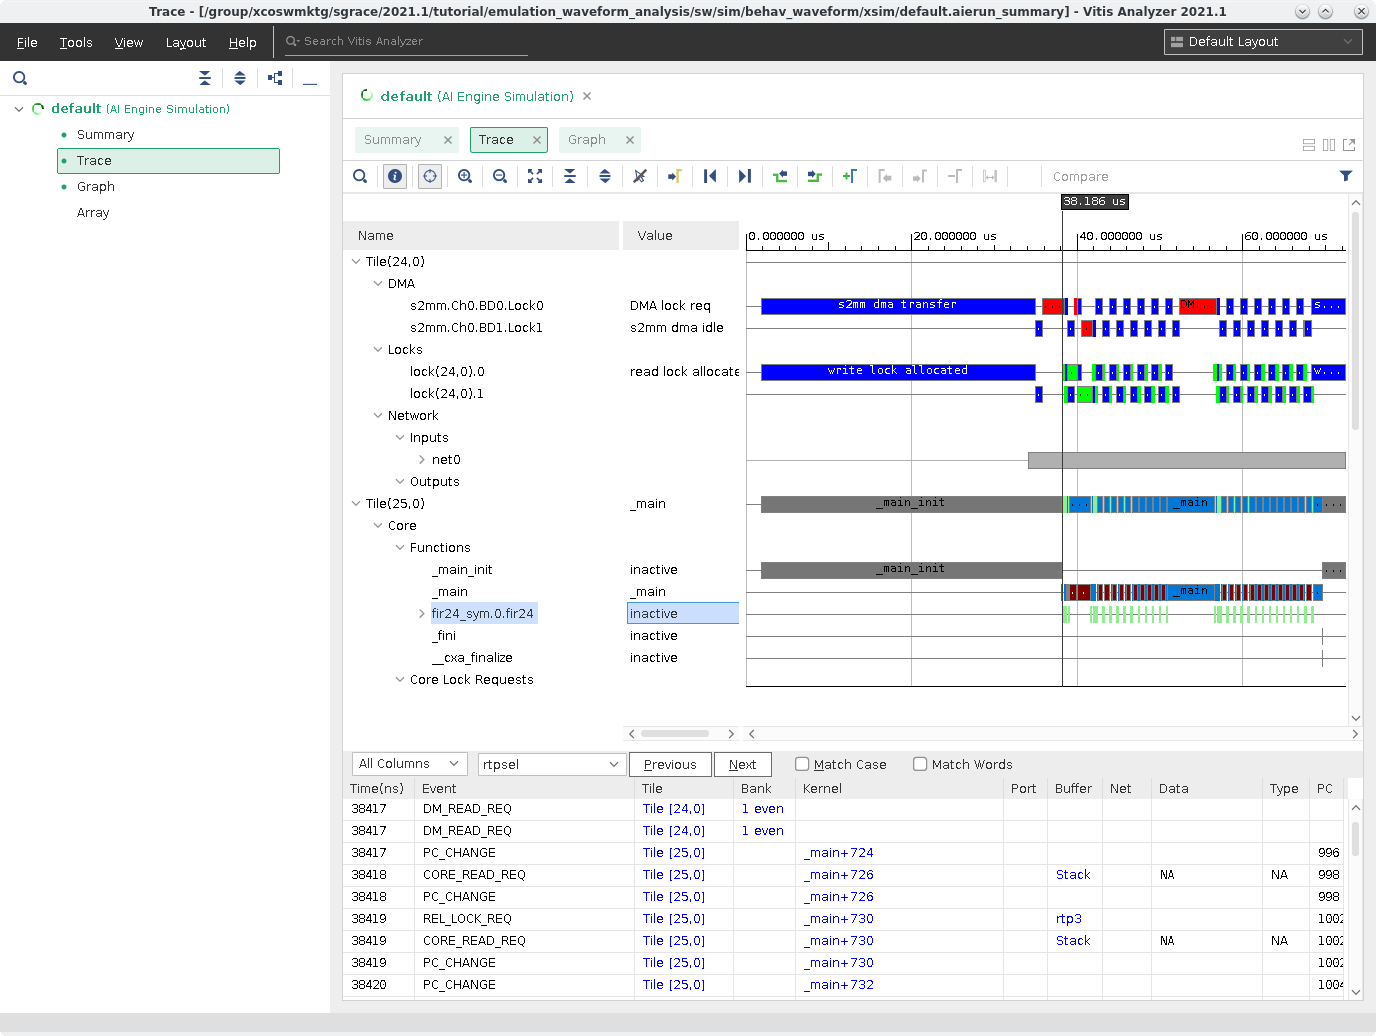 Trace - [/group/xcoswmktg/sgrace/2021.1/tutorial/emulation_waveform_analysis/sw/sim/behav_waveform/xsim/default.aierun_summary] - Vitis Analyzer 2021.1
File Tools View Layout Help Search Vitis Analyzer Default Layout
default (AI Engine Simulation)
Summary
Trace
Graph
Array
default (AI Engine Simulation)
Summary Trace Graph
Compare
38.186 us
Name Value 0.000000 us 20.000000 us 40.000000 us 60.000000 us
Tile(24,0)
DMA
s2mm.Ch0.BD0.Lock0 DMA lock req s2mm dma transfer ... DM... s...
s2mm.Ch0.BD1.Lock1 s2mm dma idle
Locks
lock(24,0).0 read lock allocate write lock allocated w...
lock(24,0).1
Network
Inputs
net0
Outputs
Tile(25,0) _main _main_init ... _main ...
Core
Functions
_main_init inactive _main_init ...
_main _main _main
fir24_sym.0.fir24 inactive
_fini inactive
__cxa_finalize inactive
Core Lock Requests
All Columns rtpsel Previous Next Match Case Match Words
Time(ns) Event Tile Bank Kernel Port Buffer Net Data Type PC
38417 DM_READ_REQ Tile [24,0] 1 even
38417 DM_READ_REQ Tile [24,0] 1 even
38417 PC_CHANGE Tile [25,0] _main+724 996
38418 CORE_READ_REQ Tile [25,0] _main+726 Stack NA NA 998
38418 PC_CHANGE Tile [25,0] _main+726 998
38419 REL_LOCK_REQ Tile [25,0] _main+730 rtp3 1002
38419 CORE_READ_REQ Tile [25,0] _main+730 Stack NA NA 1002
38419 PC_CHANGE Tile [25,0] _main+730 1002
38420 PC_CHANGE Tile [25,0] _main+732 1004